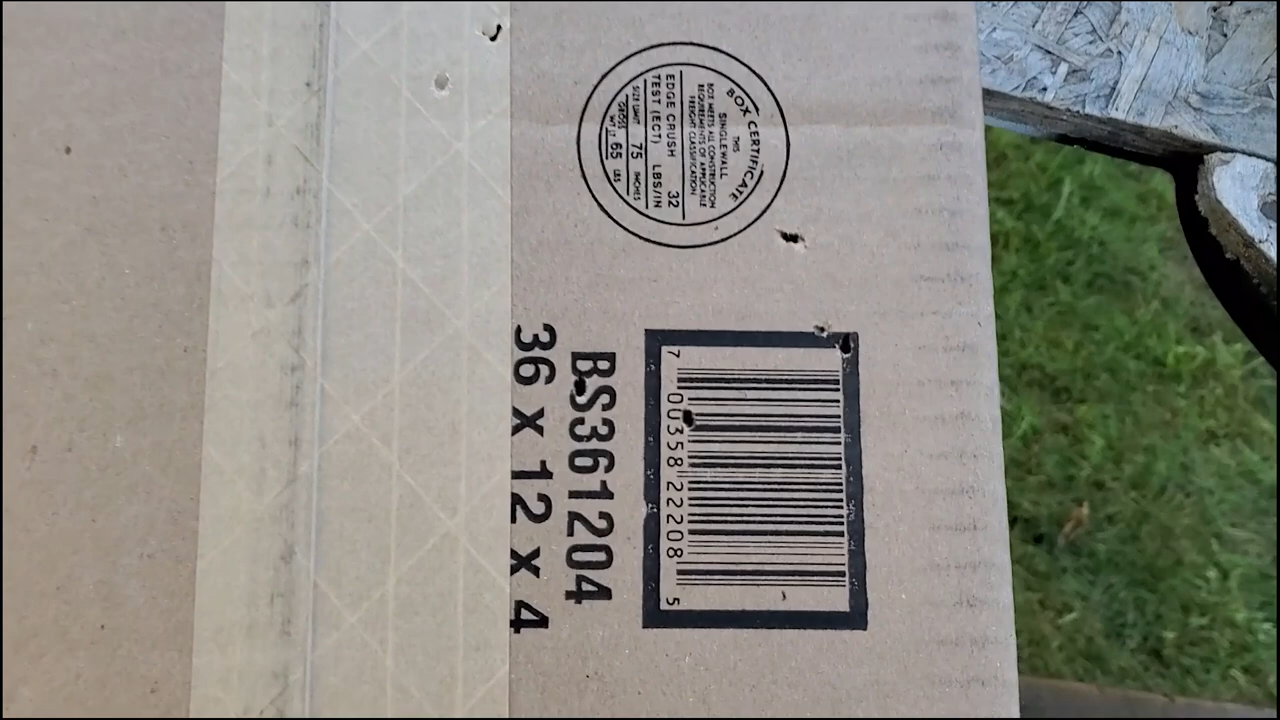 BOX CERTIFICATE
THIS
SINGLEWALL
BOX MEETS ALL CONSTRUCTION
REQUIREMENTS OF APPLICABLE
FREIGHT CLASSIFICATION
EDGE CRUSH 32
TEST (ECT) LBS/IN
SIZE LIMIT 75 INCHES
GROSS WT LT 65 LBS
7 00358 22208 5
BS361204
36 X 12 X 4